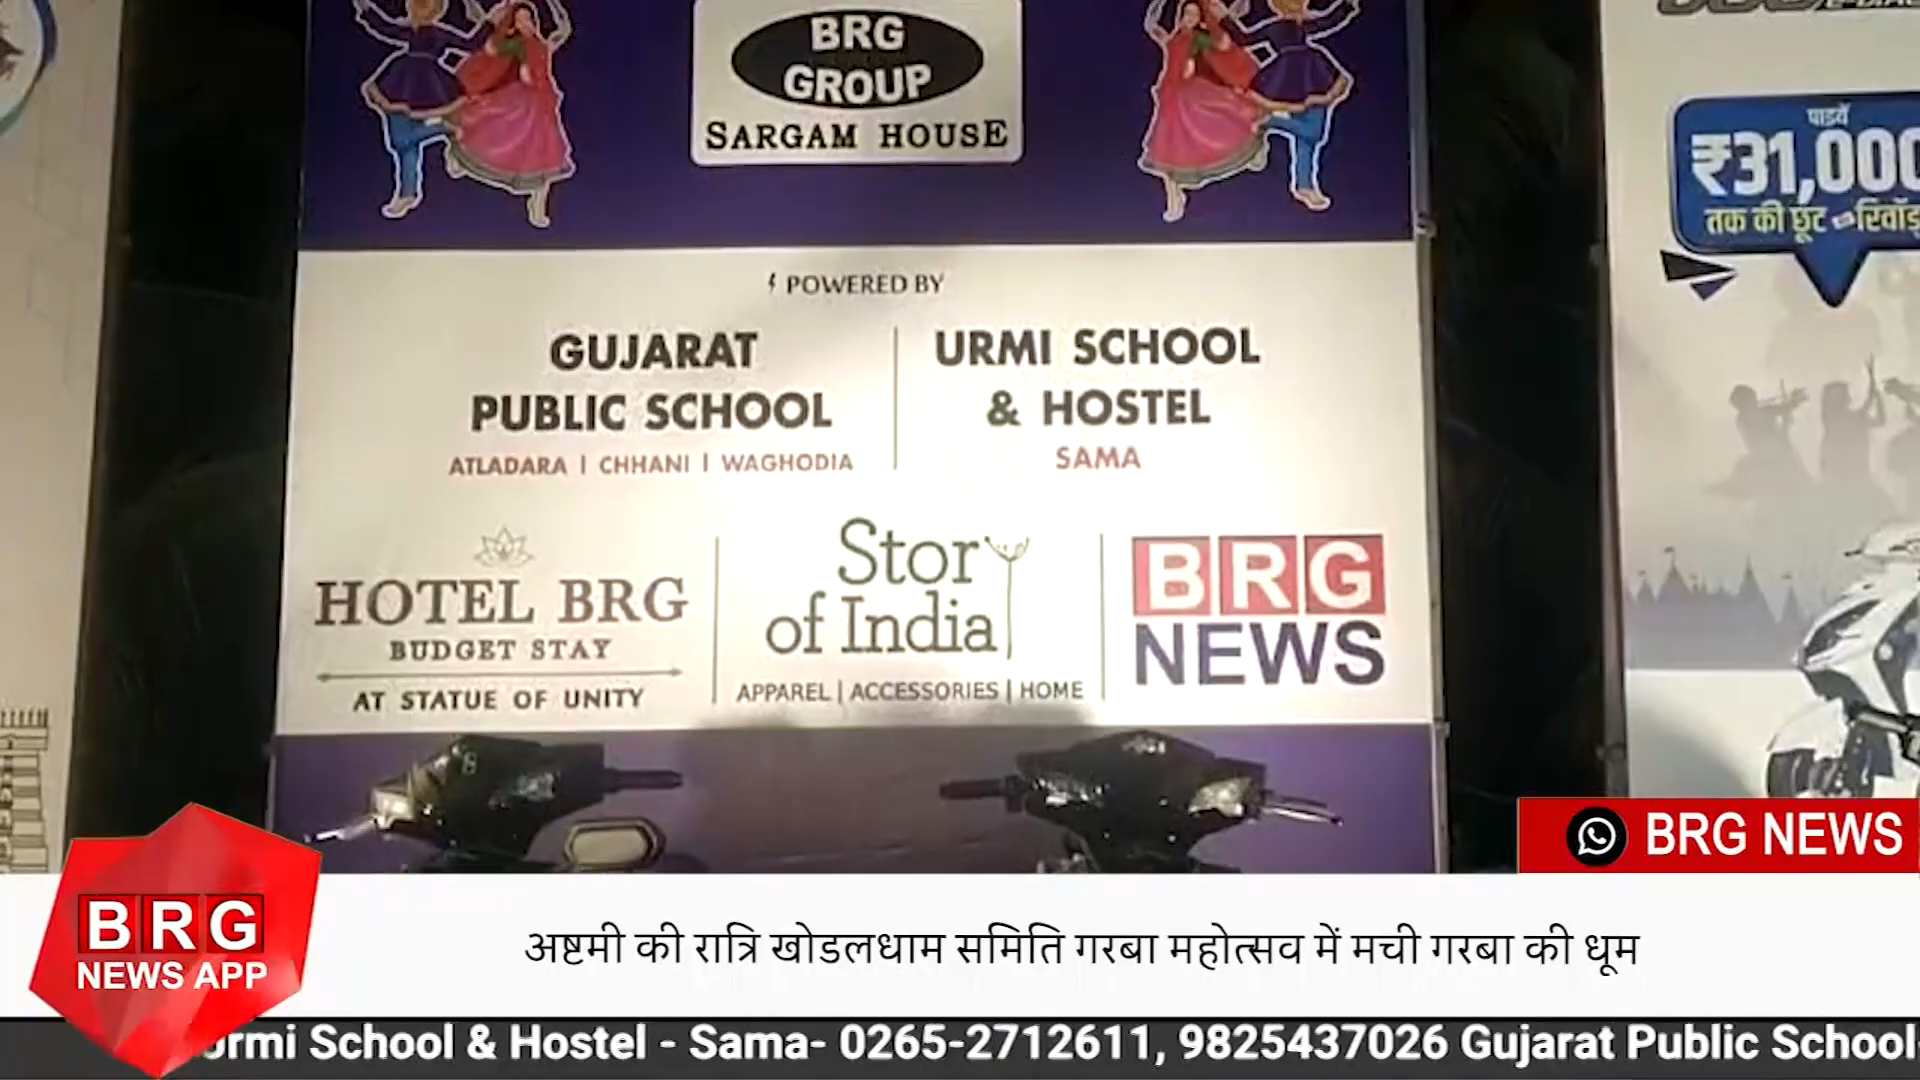 BRG
GROUP
SARGAM HOUSE
पाइये
₹31,000
तक की छूट
POWERED BY
GUJARAT
PUBLIC SCHOOL
ATLADARA | CHHANI | WAGHODIA
URMI SCHOOL
& HOSTEL
SAMA
HOTEL BRG
BUDGET STAY
AT STATUE OF UNITY
Story
of India
APPAREL | ACCESSORIES | HOME
BRG
NEWS
BRG NEWS
BRG
NEWS APP
अष्टमी की रात्रि खोडलधाम समिति गरबा महोत्सव में मची गरबा की धूम
rmi School & Hostel - Sama- 0265-2712611, 9825437026 Gujarat Public School-